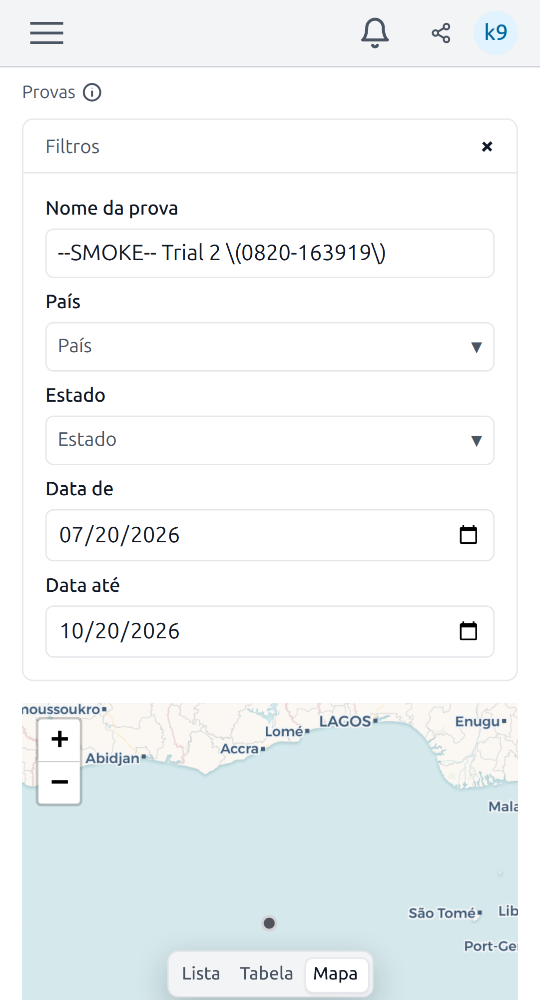 k9
Provas
Filtros
Nome da prova
--SMOKE-- Trial 2 \(0820-163919\)
País
País
Estado
Estado
Data de
07/20/2026
Data até
10/20/2026
noussoukro
LAGOS
Enugu
Lomé
Accra
Abidjan
+
−
Mala
São Tomé
Lib
Port-Ge
Lista Tabela Mapa